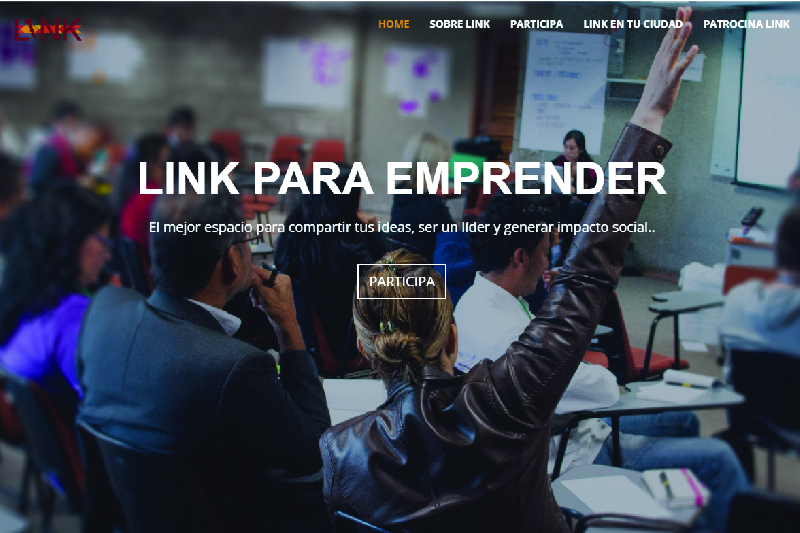 LINK
HOME SOBRE LINK PARTICIPA LINK EN TU CIUDAD PATROCINA LINK
LINK PARA EMPRENDER
El mejor espacio para compartir tus ideas, ser un líder y generar impacto social..
PARTICIPA